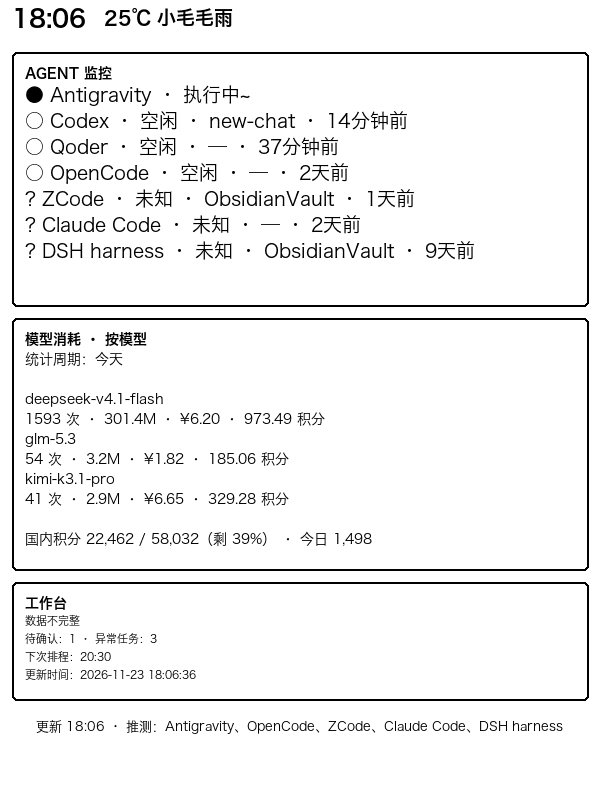 18:06 25℃ 小毛毛雨
AGENT 监控
● Antigravity · 执行中~
○ Codex · 空闲 · new-chat · 14分钟前
○ Qoder · 空闲 · — · 37分钟前
○ OpenCode · 空闲 · — · 2天前
? ZCode · 未知 · ObsidianVault · 1天前
? Claude Code · 未知 · — · 2天前
? DSH harness · 未知 · ObsidianVault · 9天前
模型消耗 · 按模型
统计周期：今天
deepseek-v4.1-flash
1593 次 · 301.4M · ¥6.20 · 973.49 积分
glm-5.3
54 次 · 3.2M · ¥1.82 · 185.06 积分
kimi-k3.1-pro
41 次 · 2.9M · ¥6.65 · 329.28 积分
国内积分 22,462 / 58,032（剩 39%） · 今日 1,498
工作台
数据不完整
待确认：1 · 异常任务：3
下次排程：20:30
更新时间：2026-11-23 18:06:36
更新 18:06 · 推测：Antigravity、OpenCode、ZCode、Claude Code、DSH harness